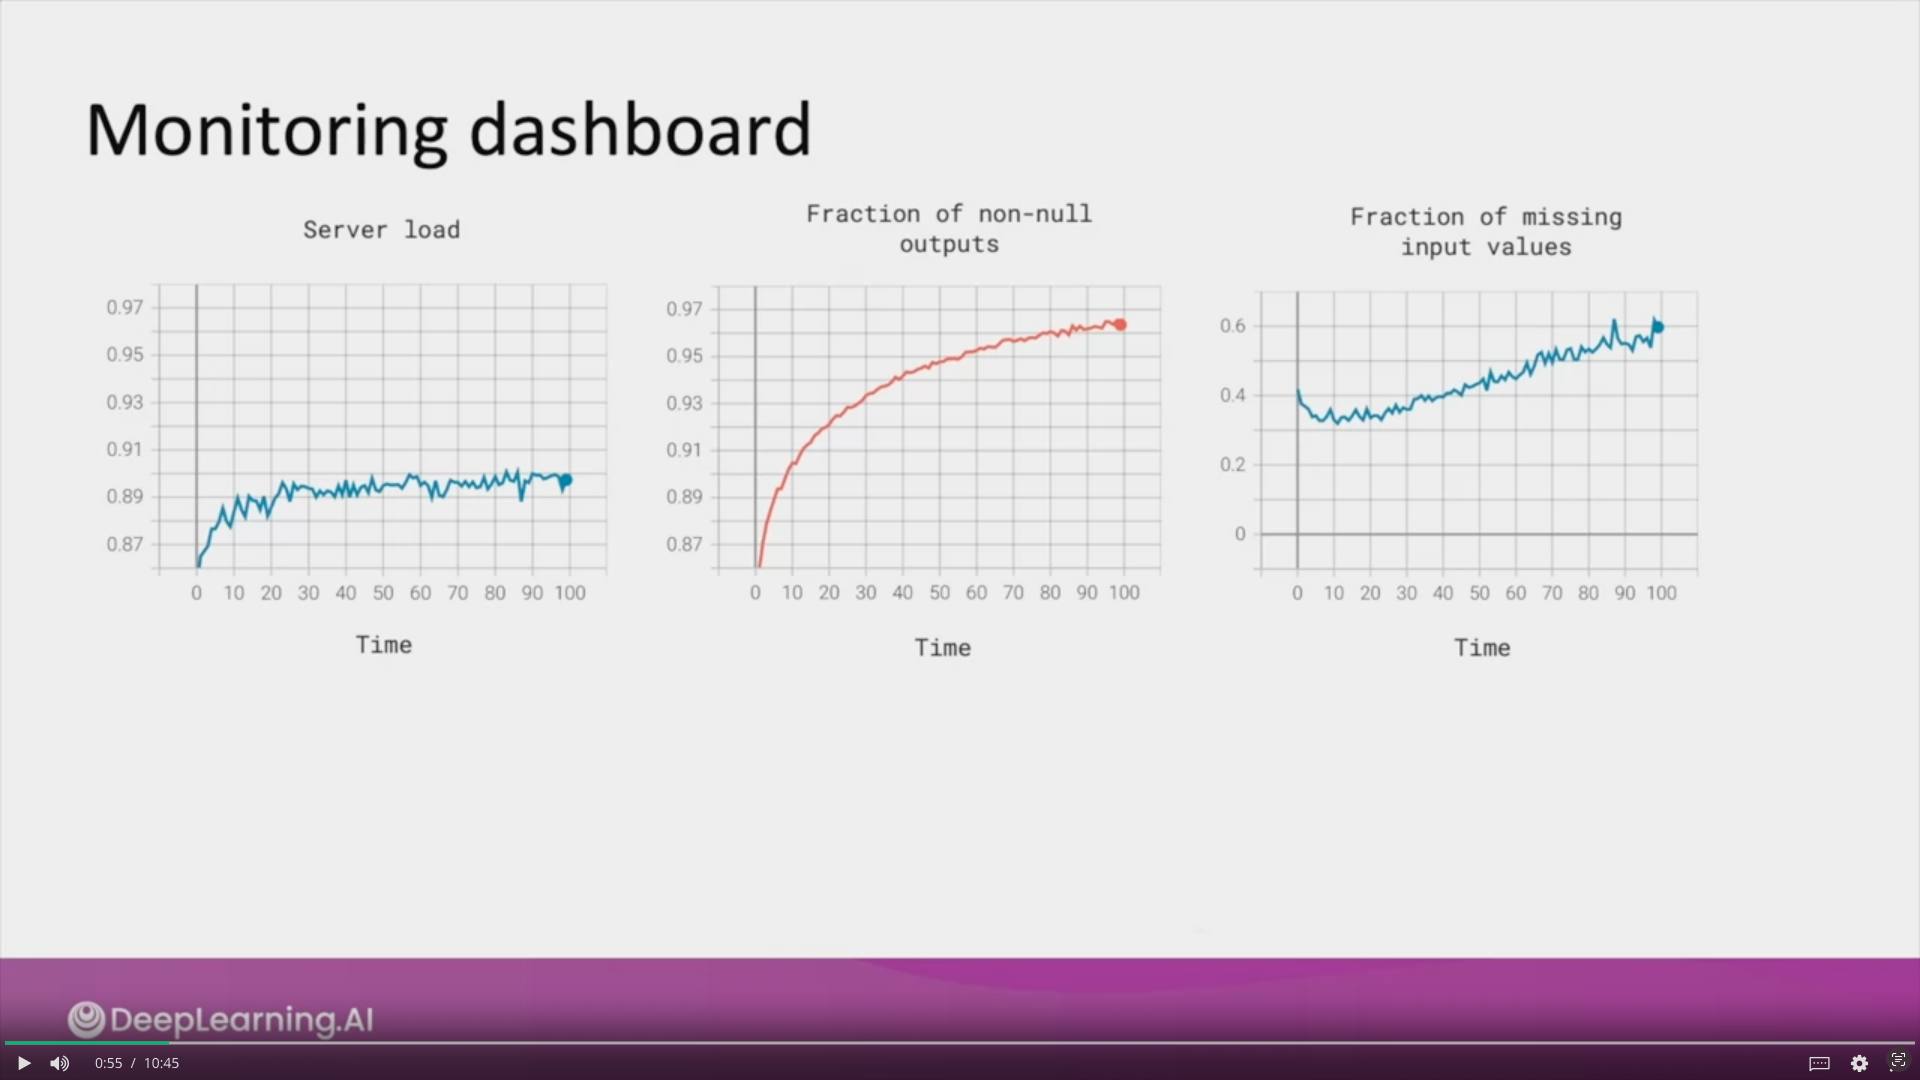 Monitoring dashboard
Server load
0.97
0.95
0.93
0.91
0.89
0.87
0 10 20 30 40 50 60 70 80 90 100
Time
Fraction of non-null
outputs
0.97
0.95
0.93
0.91
0.89
0.87
0 10 20 30 40 50 60 70 80 90 100
Time
Fraction of missing
input values
0.6
0.4
0.2
0
0 10 20 30 40 50 60 70 80 90 100
Time
DeepLearning.AI
0:55 / 10:45